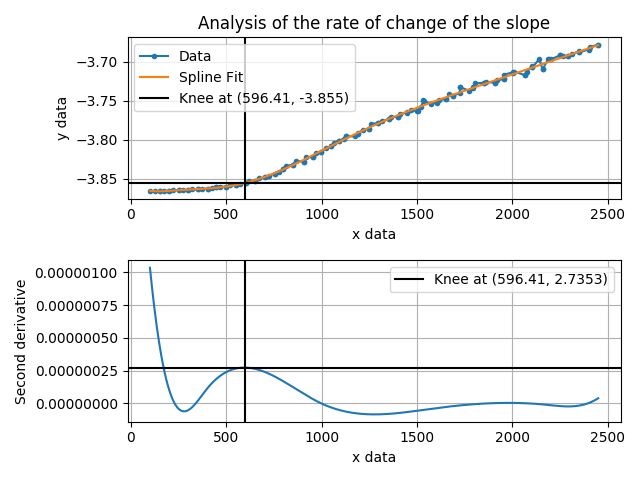 Analysis of the rate of change of the slope
Data
Spline Fit
Knee at (596.41, -3.855)
−3.70
−3.75
−3.80
−3.85
y data
0
500
1000
1500
2000
2500
x data
Knee at (596.41, 2.7353)
0.00000100
0.00000075
0.00000050
0.00000025
0.00000000
Second derivative
0
500
1000
1500
2000
2500
x data